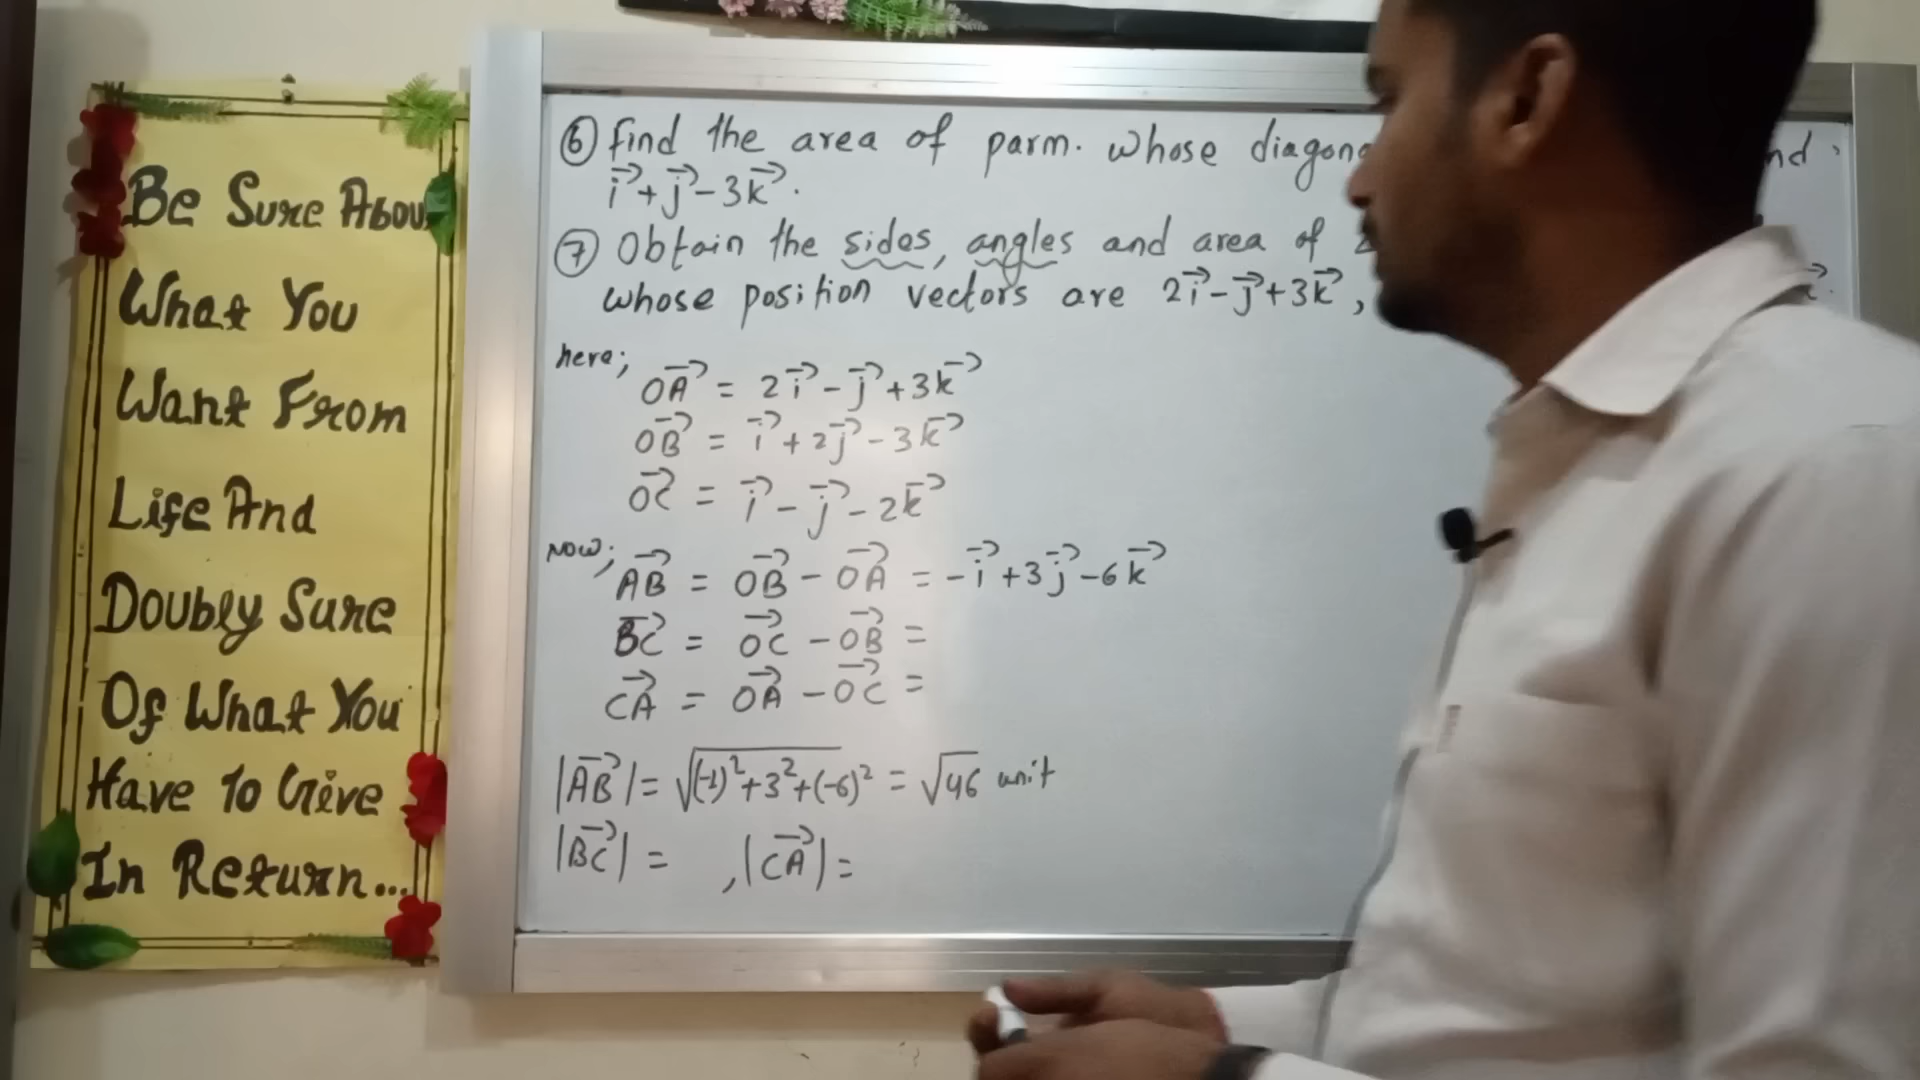 Be Sure Abou
What You
Want From
Life And
Doubly Sure
Of What You
Have To Give
In Return...
⑥ find the area of parm. whose diagona nd
i⃗ + j⃗ - 3k⃗.
⑦ Obtain the sides, angles and area of
whose position vectors are 2i⃗ - j⃗ + 3k⃗,
here;
OA⃗ = 2i⃗ - j⃗ + 3k⃗
OB⃗ = i⃗ + 2j⃗ - 3k⃗
OC⃗ = i⃗ - j⃗ - 2k⃗
Now;
AB⃗ = OB⃗ - OA⃗ = -i⃗ + 3j⃗ - 6k⃗
BC⃗ = OC⃗ - OB⃗ =
CA⃗ = OA⃗ - OC⃗ =
|AB⃗| = √(-1)² + 3² + (-6)² = √46 unit
|BC⃗| = , |CA⃗| =